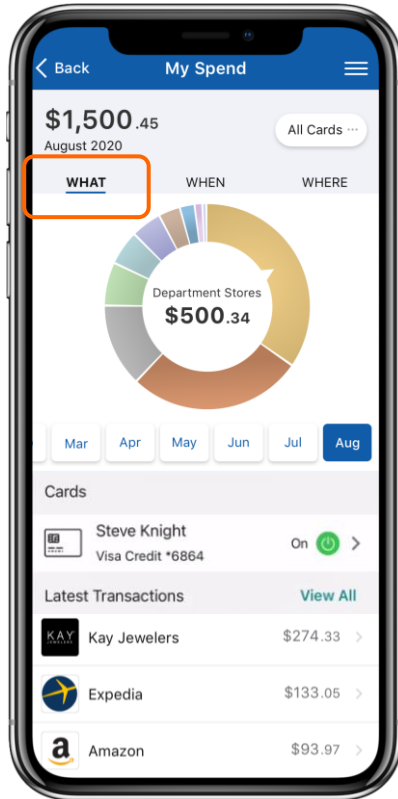 Back
My Spend
$1,500.45
All Cards ...
August 2020
WHAT
WHEN
WHERE
Department Stores
$500.34
Mar
Apr
May
Jun
Jul
Aug
Cards
Steve Knight
On
Visa Credit *6864
Latest Transactions
View All
KAY
JEWELERS
Kay Jewelers
$274.33
Expedia
$133.05
a
Amazon
$93.97